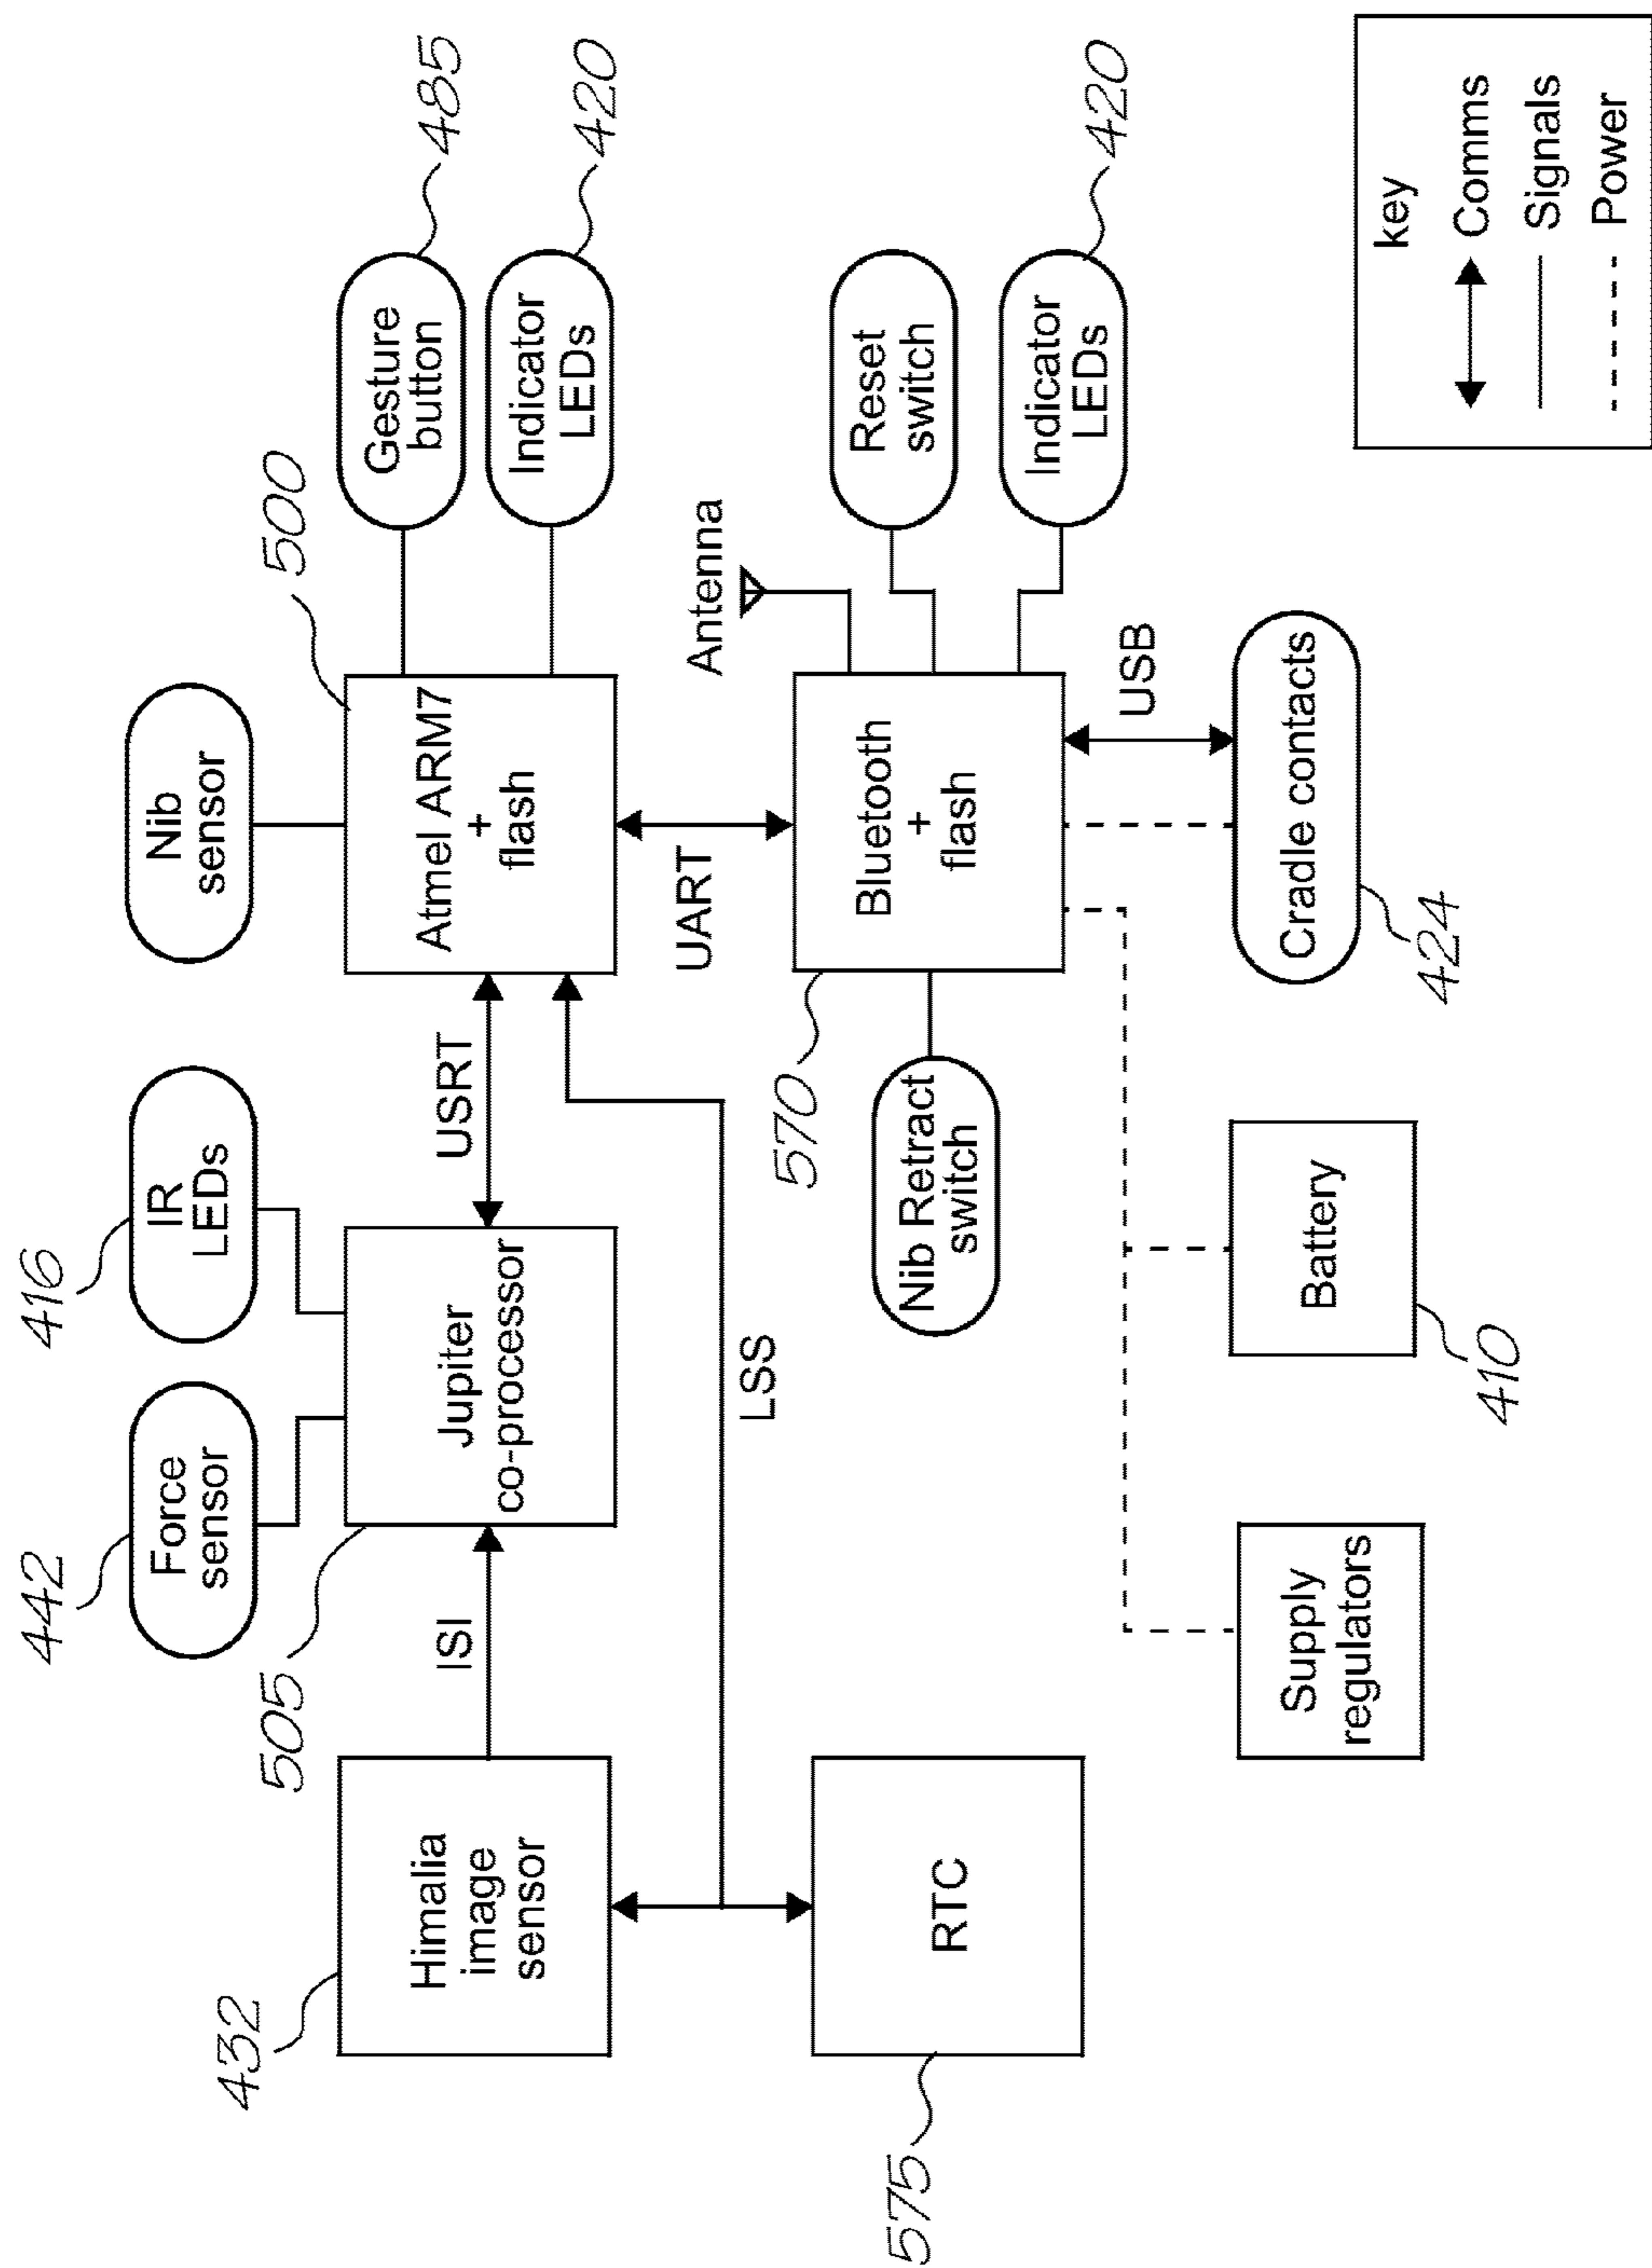 442
Force
sensor
416
IR
LEDs
Nib
sensor
432
Himalia
image
sensor
ISI
505
Jupiter
co-processor
USRT
500
Atmel ARM7
+
flash
Gesture
button
485
Indicator
LEDs
420
LSS
UART
Antenna
575
RTC
Nib Retract
switch
570
Bluetooth
+
flash
Reset
switch
Indicator
LEDs
420
USB
Supply
regulators
Battery
410
Cradle contacts
424
key
Comms
Signals
Power